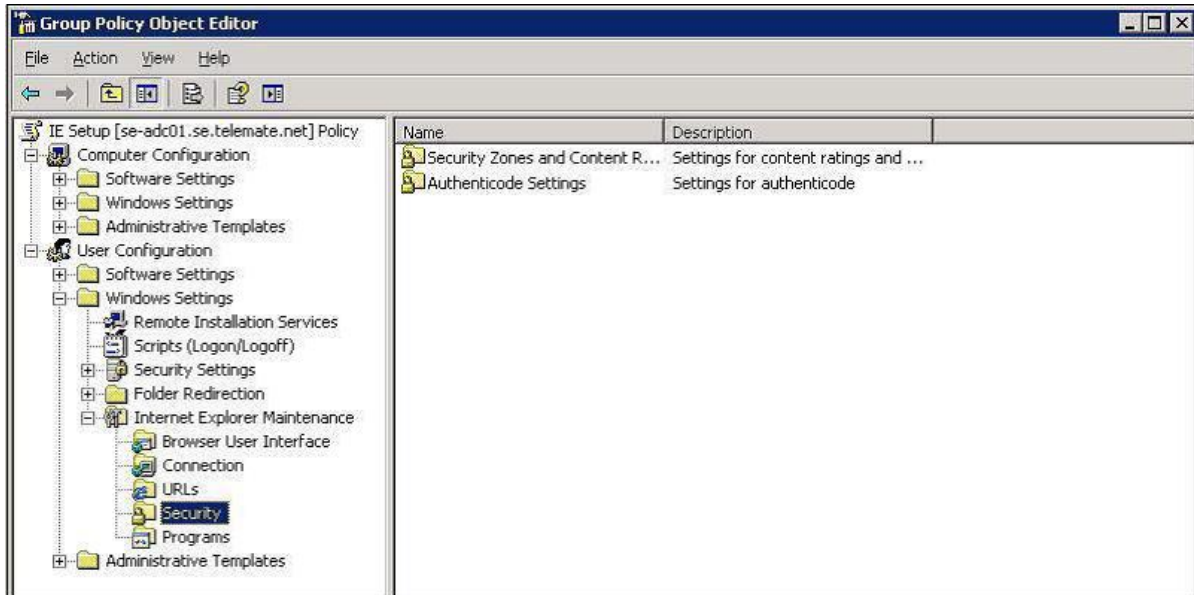 Group Policy Object Editor
File Action View Help
IE Setup [se-adc01.se.telemate.net] Policy
Computer Configuration
Software Settings
Windows Settings
Administrative Templates
User Configuration
Software Settings
Windows Settings
Remote Installation Services
Scripts (Logon/Logoff)
Security Settings
Folder Redirection
Internet Explorer Maintenance
Browser User Interface
Connection
URLs
Security
Programs
Administrative Templates
Name Description
Security Zones and Content R... Settings for content ratings and ...
Authenticode Settings Settings for authenticode